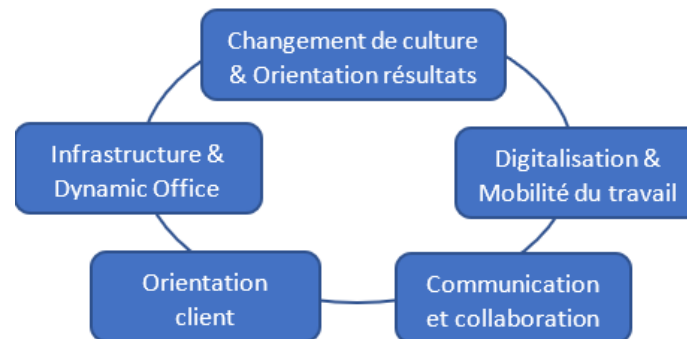 Changement de culture
& Orientation résultats
Infrastructure &
Dynamic Office
Digitalisation &
Mobilité du travail
Orientation
client
Communication
et collaboration